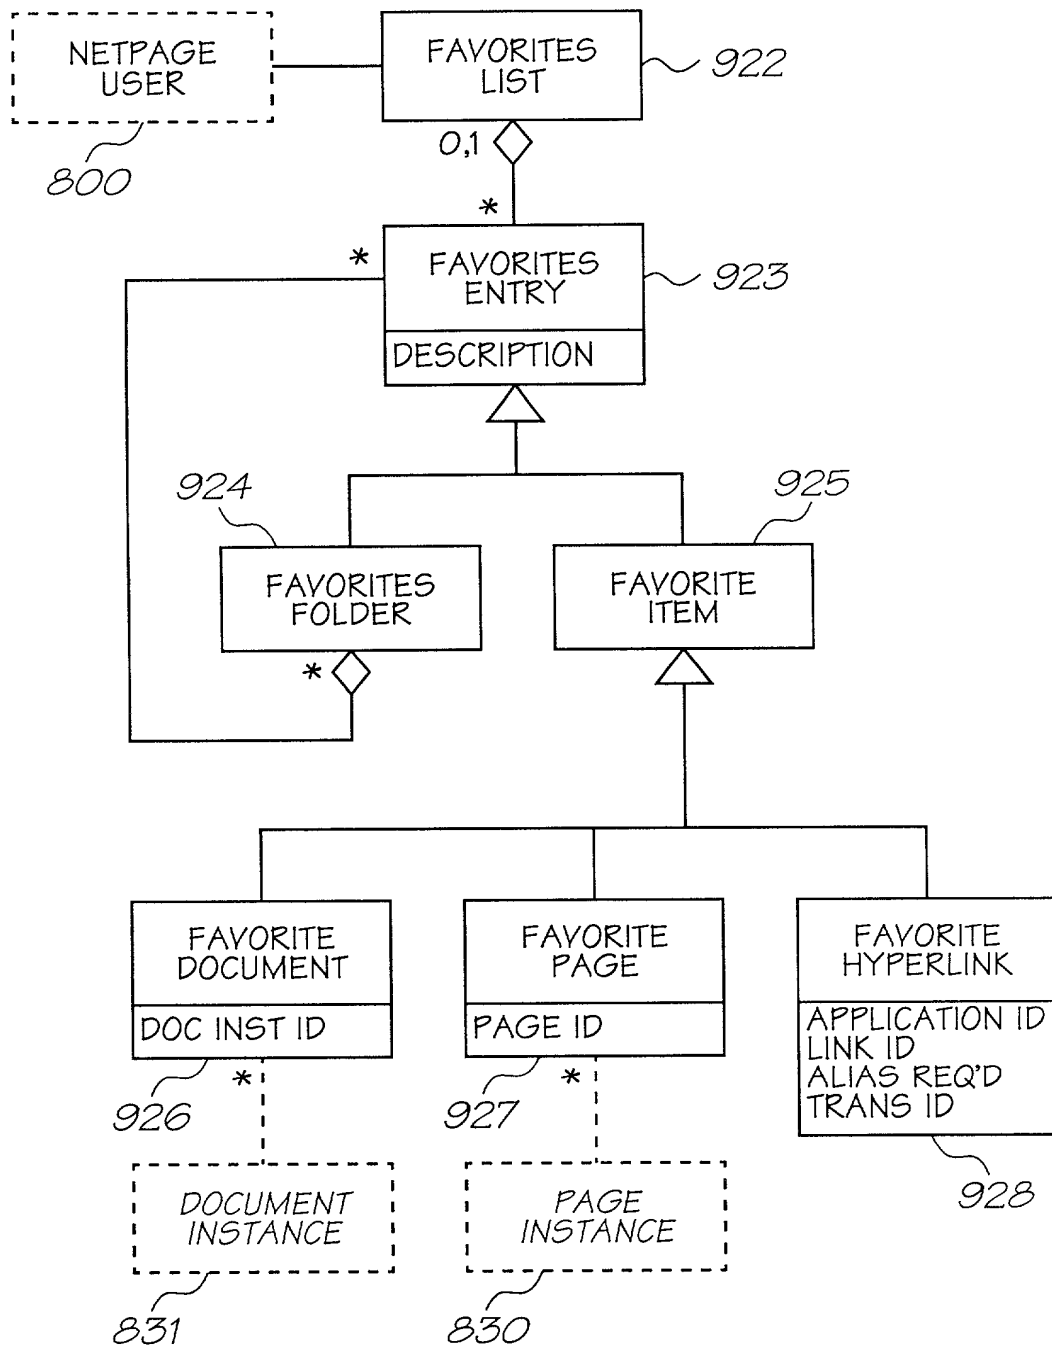 NETPAGE
USER
800
FAVORITES
LIST
922
0,1
*
*
FAVORITES
ENTRY
923
DESCRIPTION
924
925
FAVORITES
FOLDER
*
FAVORITE
ITEM
FAVORITE
DOCUMENT
DOC INST ID
926
*
FAVORITE
PAGE
PAGE ID
927
*
FAVORITE
HYPERLINK
APPLICATION ID
LINK ID
ALIAS REQ'D
TRANS ID
928
DOCUMENT
INSTANCE
831
PAGE
INSTANCE
830